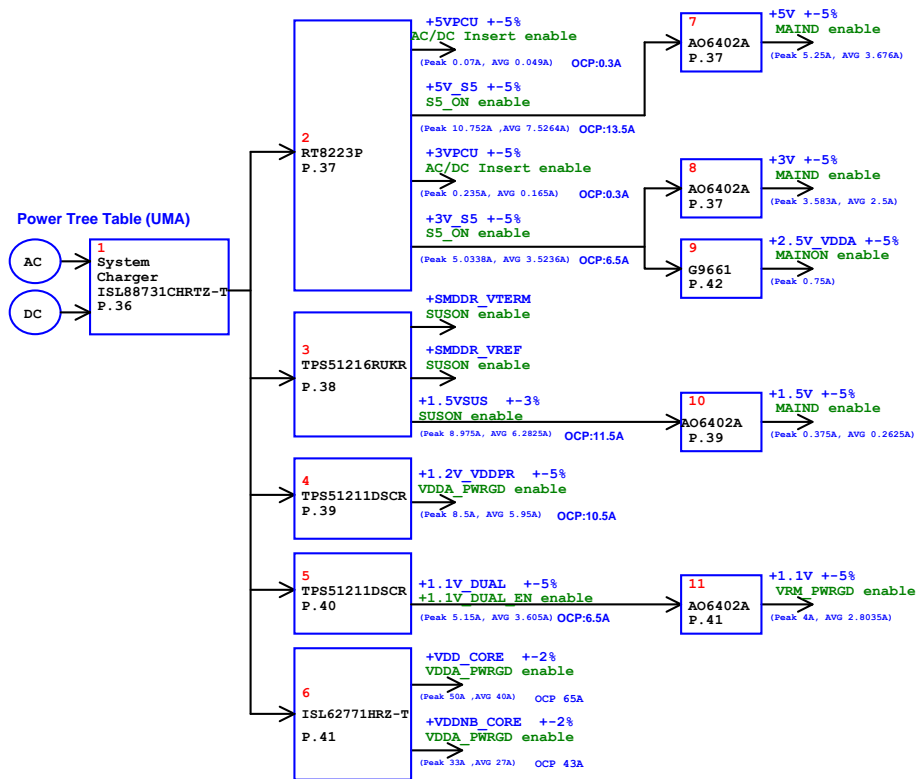 Power Tree Table (UMA)
AC
DC
1
System
Charger
ISL88731CHRTZ-T
P.36
2
RT8223P
P.37
+5VPCU +-5%
AC/DC Insert enable
(Peak 0.07A, AVG 0.049A) OCP:0.3A
+5V_S5 +-5%
S5_ON enable
(Peak 10.752A ,AVG 7.5264A) OCP:13.5A
+3VPCU +-5%
AC/DC Insert enable
(Peak 0.235A, AVG 0.165A) OCP:0.3A
+3V_S5 +-5%
S5_ON enable
(Peak 5.0338A, AVG 3.5236A) OCP:6.5A
7
AO6402A
P.37
+5V +-5%
MAIND enable
(Peak 5.25A, AVG 3.676A)
8
AO6402A
P.37
+3V +-5%
MAIND enable
(Peak 3.583A, AVG 2.5A)
9
G9661
P.42
+2.5V_VDDA +-5%
MAINON enable
(Peak 0.75A)
3
TPS51216RUKR
P.38
+SMDDR_VTERM
SUSON enable
+SMDDR_VREF
SUSON enable
+1.5VSUS +-3%
SUSON enable
(Peak 8.975A, AVG 6.2825A) OCP:11.5A
10
AO6402A
P.39
+1.5V +-5%
MAIND enable
(Peak 0.375A, AVG 0.2625A)
4
TPS51211DSCR
P.39
+1.2V_VDDPR +-5%
VDDA_PWRGD enable
(Peak 8.5A, AVG 5.95A) OCP:10.5A
5
TPS51211DSCR
P.40
+1.1V_DUAL +-5%
+1.1V_DUAL_EN enable
(Peak 5.15A, AVG 3.605A) OCP:6.5A
11
AO6402A
P.41
+1.1V +-5%
VRM_PWRGD enable
(Peak 4A, AVG 2.8035A)
6
ISL62771HRZ-T
P.41
+VDD_CORE +-2%
VDDA_PWRGD enable
(Peak 50A ,AVG 40A) OCP 65A
+VDDNB_CORE +-2%
VDDA_PWRGD enable
(Peak 33A ,AVG 27A) OCP 43A